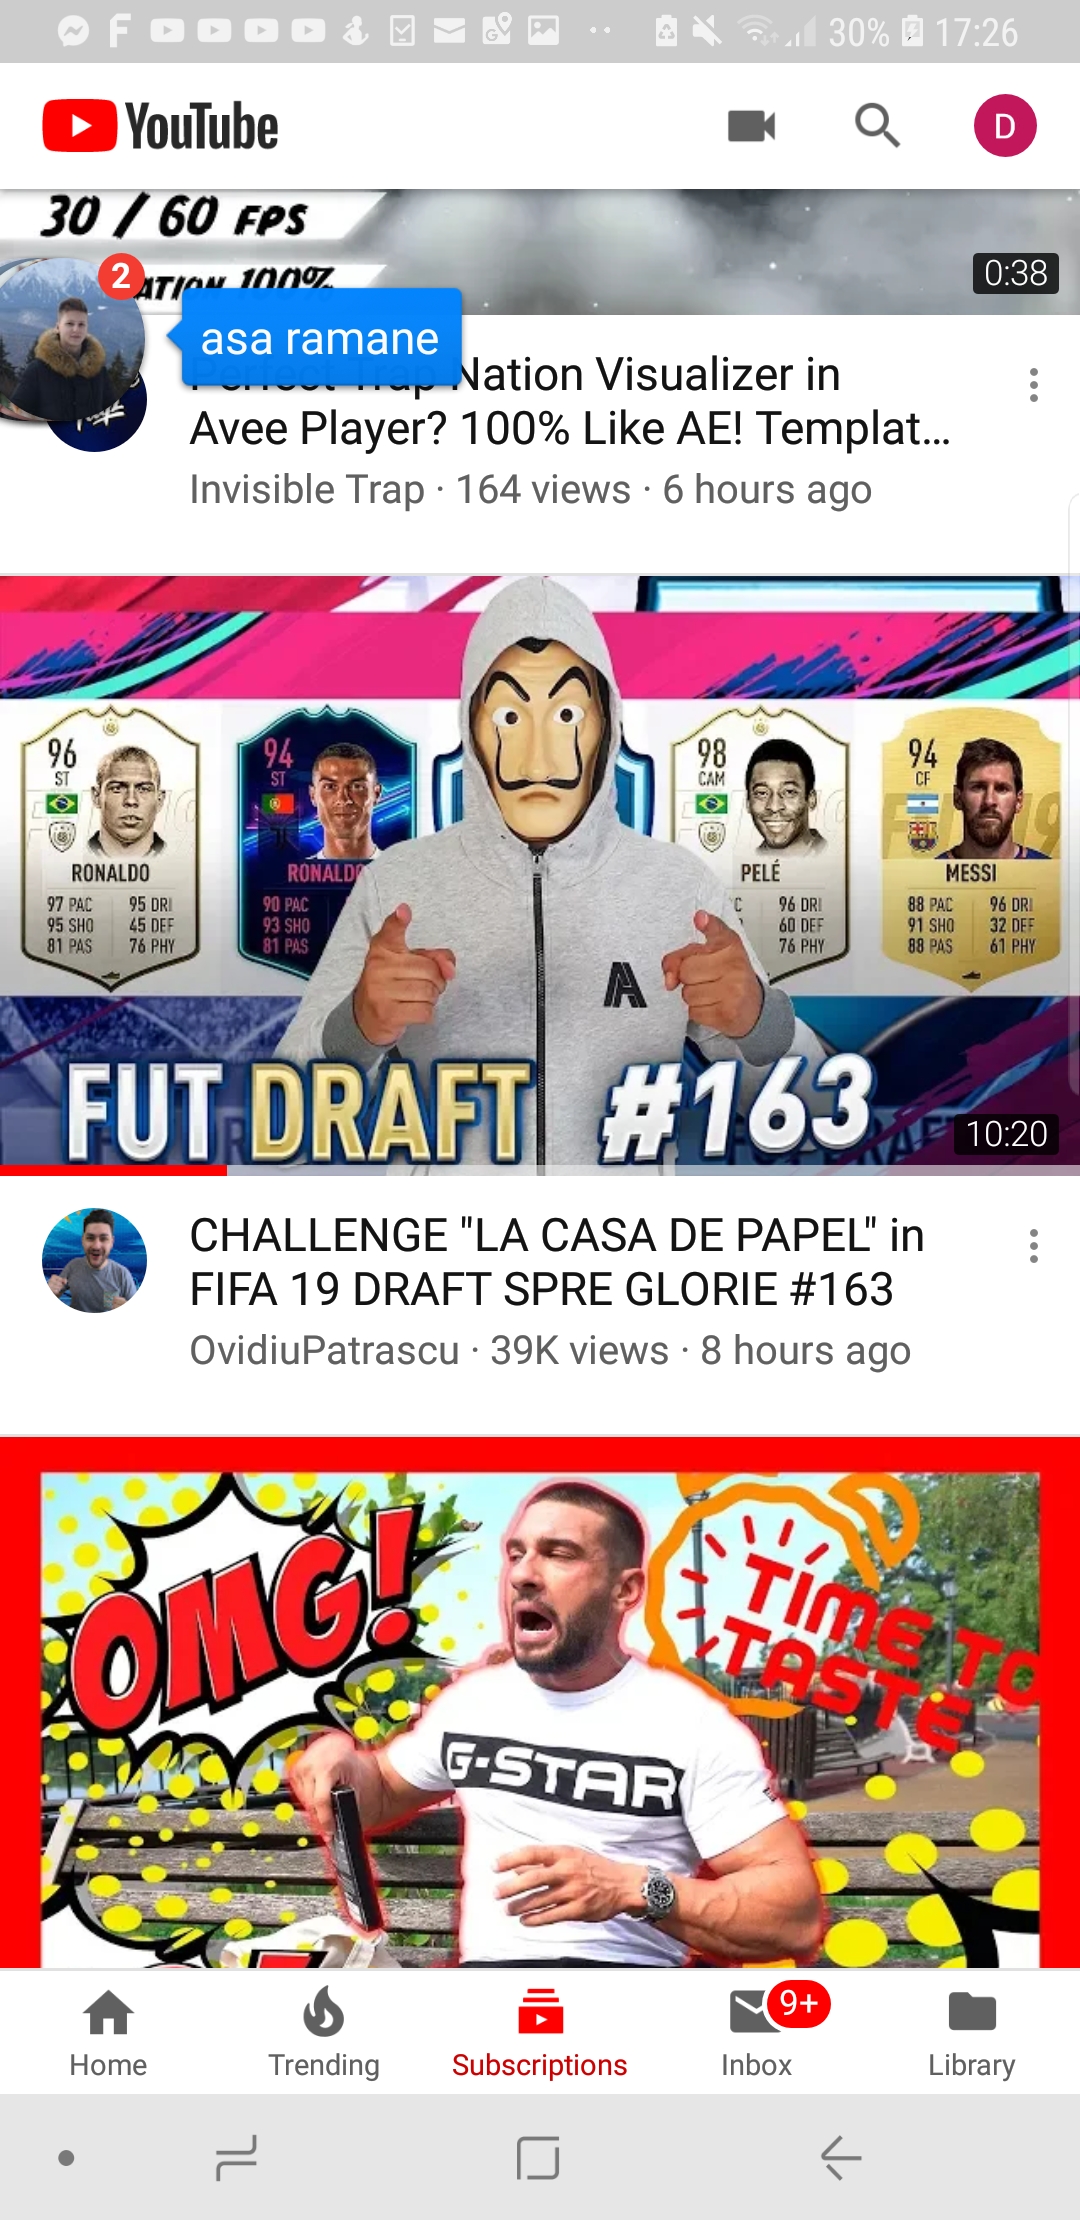 30% 17:26
YouTube
D
30 / 60 FPS
ATION 100%
0:38
2
asa ramane
Perfect Trap Nation Visualizer in
Avee Player? 100% Like AE! Templat...
Invisible Trap · 164 views · 6 hours ago
96
ST
RONALDO
97 PAC 95 DRI
95 SHO 45 DEF
81 PAS 76 PHY
94
ST
RONALDO
90 PAC
93 SHO
81 PAS
98
CAM
PELÉ
96 DRI
60 DEF
76 PHY
94
CF
MESSI
88 PAC 96 DRI
91 SHO 32 DEF
88 PAS 61 PHY
A
FUT DRAFT #163
10:20
CHALLENGE "LA CASA DE PAPEL" in
FIFA 19 DRAFT SPRE GLORIE #163
OvidiuPatrascu · 39K views · 8 hours ago
OMG!
TIME TO
TASTE
G-STAR
9+
Home
Trending
Subscriptions
Inbox
Library